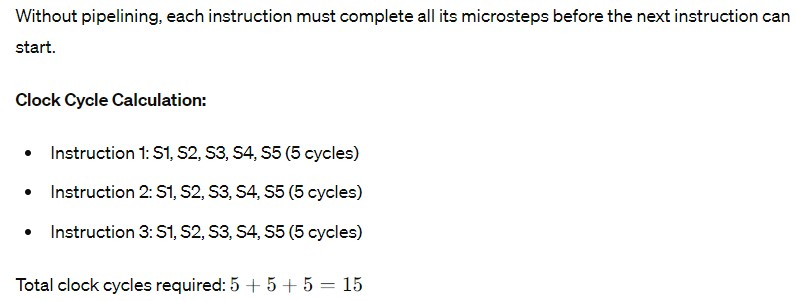 Without pipelining, each instruction must complete all its microsteps before the next instruction can
start.
Clock Cycle Calculation:
• Instruction 1: S1, S2, S3, S4, S5 (5 cycles)
• Instruction 2: S1, S2, S3, S4, S5 (5 cycles)
• Instruction 3: S1, S2, S3, S4, S5 (5 cycles)
Total clock cycles required: 5 + 5 + 5 = 15